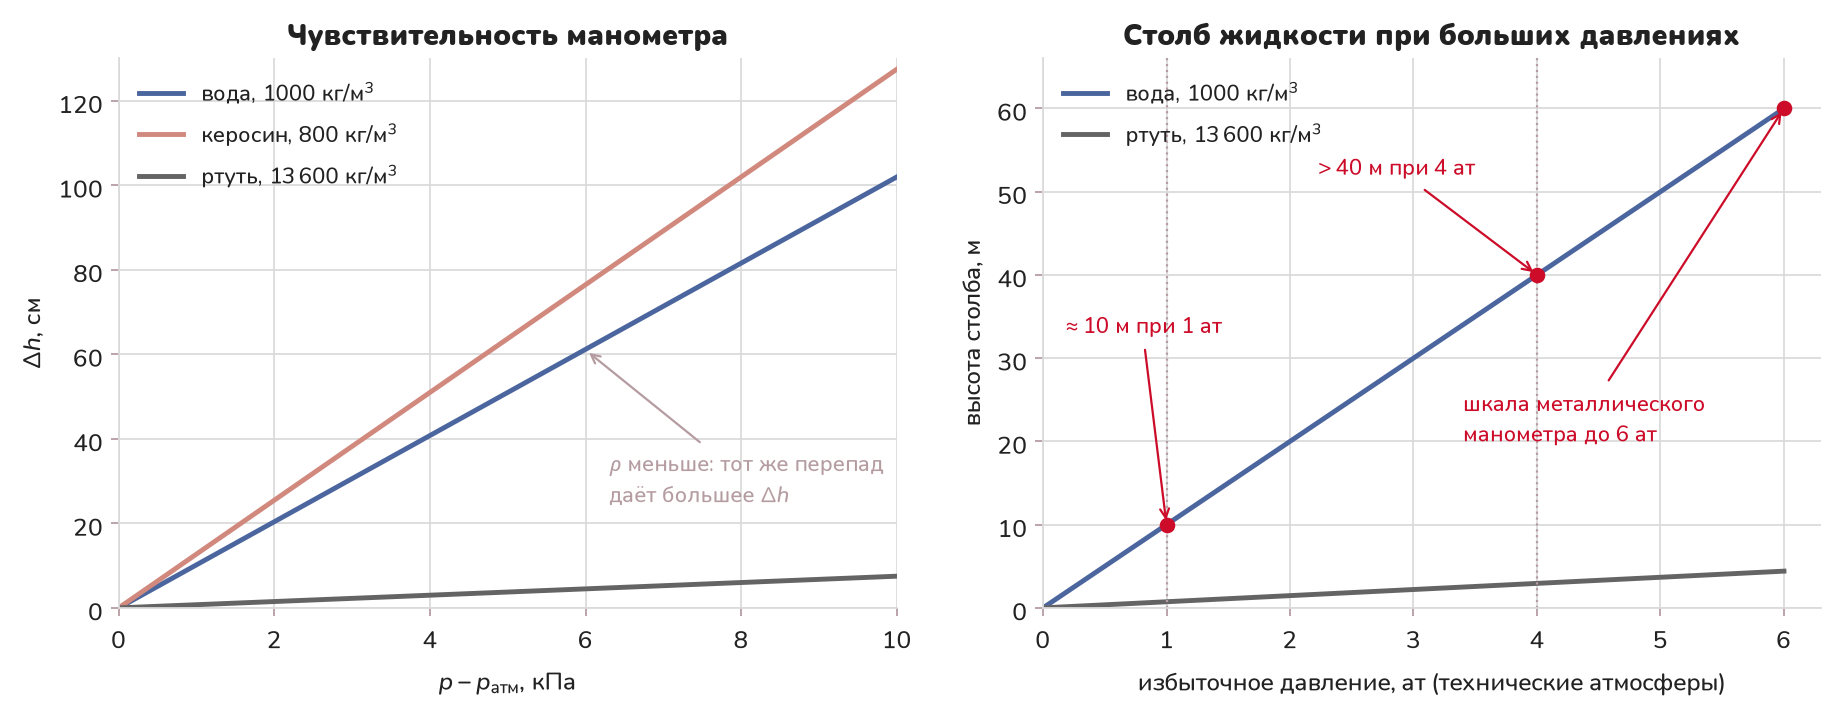 Чувствительность манометра
вода, 1000 кг/м³
керосин, 800 кг/м³
ртуть, 13 600 кг/м³
ρ меньше: тот же перепад
даёт большее Δh
Δh, см
0
20
40
60
80
100
120
0 2 4 6 8 10
p – pатм, кПа
Столб жидкости при больших давлениях
вода, 1000 кг/м³
ртуть, 13 600 кг/м³
> 40 м при 4 ат
≈ 10 м при 1 ат
шкала металлического
манометра до 6 ат
высота столба, м
0
10
20
30
40
50
60
0 1 2 3 4 5 6
избыточное давление, ат (технические атмосферы)